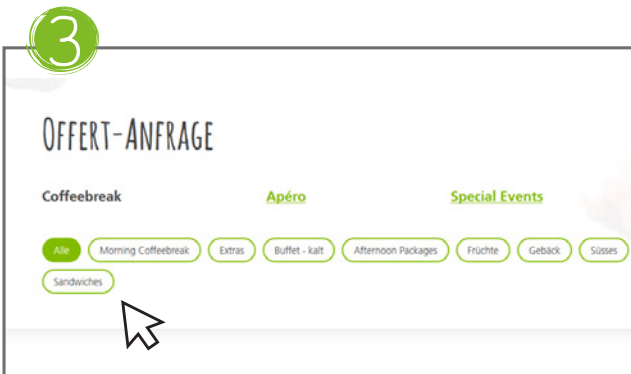 3
Offert-Anfrage
Coffeebreak Apéro Special Events
Alle Morning Coffeebreak Extras Buffet - kalt Afternoon Packages Früchte Gebäck Süsses
Sandwiches